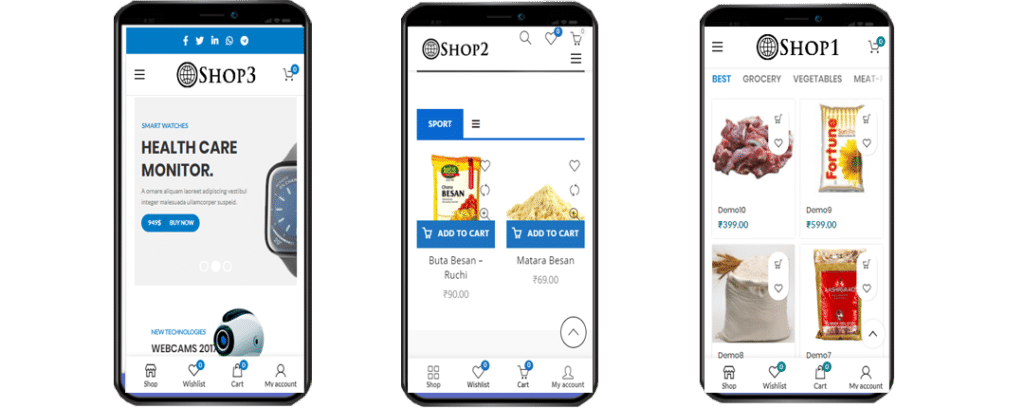 SHOP3
0
SMART WATCHES
HEALTH CARE
MONITOR.
A ornare aliquam laoreet adipiscing vestibul
integer malesuada ullamcorper suspeid.
949$ BUY NOW
NEW TECHNOLOGIES
WEBCAMS 2017
0 0
Shop Wishlist Cart My account
SHOP2
0 0
SPORT
Chana
BESAN
ADD TO CART ADD TO CART
Buta Besan – Matara Besan
Ruchi ₹69.00
₹90.00
0 0
Shop Wishlist Cart My account
SHOP1
0
BEST GROCERY VEGETABLES MEAT-F
Fortune
Demo10 Demo9
₹399.00 ₹599.00
Demo8 Demo7
0 0
Shop Wishlist Cart My account